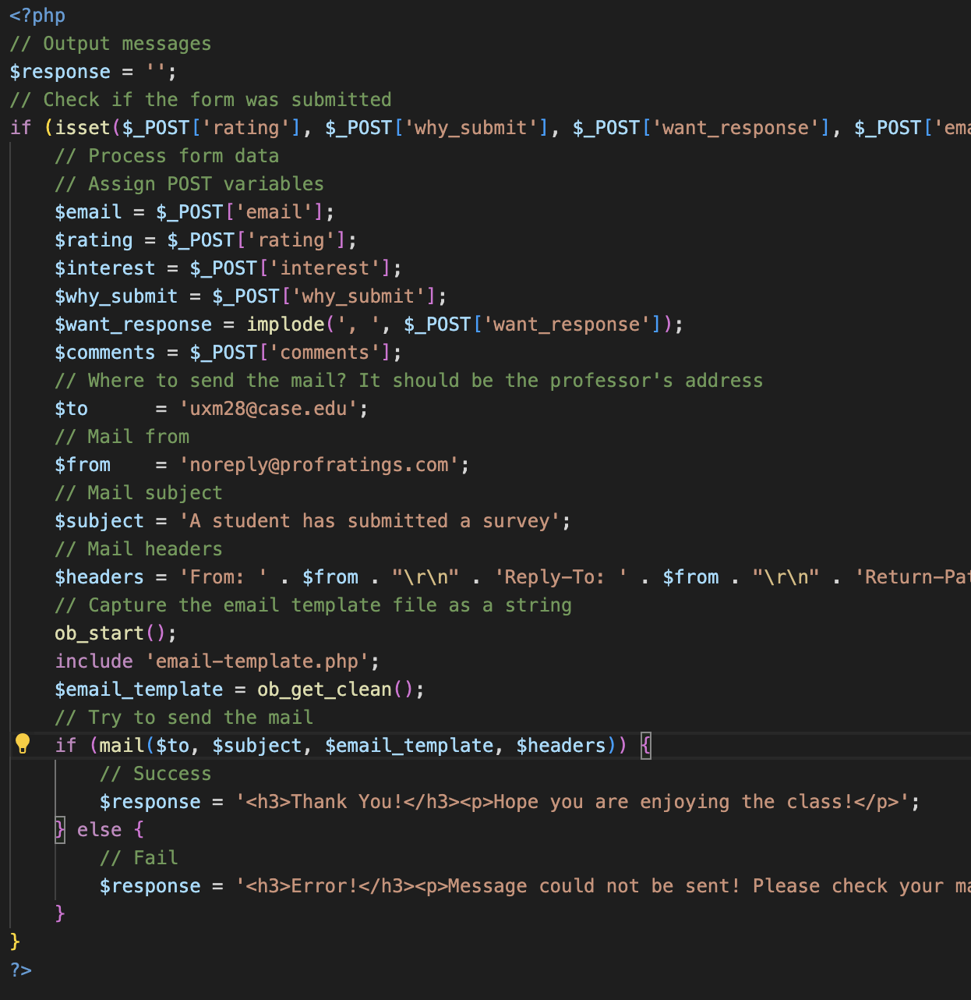 <?php
// Output messages
$response = '';
// Check if the form was submitted
if (isset($_POST['rating'], $_POST['why_submit'], $_POST['want_response'], $_POST['ema
    // Process form data
    // Assign POST variables
    $email = $_POST['email'];
    $rating = $_POST['rating'];
    $interest = $_POST['interest'];
    $why_submit = $_POST['why_submit'];
    $want_response = implode(', ', $_POST['want_response']);
    $comments = $_POST['comments'];
    // Where to send the mail? It should be the professor's address
    $to      = 'uxm28@case.edu';
    // Mail from
    $from    = 'noreply@profratings.com';
    // Mail subject
    $subject = 'A student has submitted a survey';
    // Mail headers
    $headers = 'From: ' . $from . "\r\n" . 'Reply-To: ' . $from . "\r\n" . 'Return-Pat
    // Capture the email template file as a string
    ob_start();
    include 'email-template.php';
    $email_template = ob_get_clean();
    // Try to send the mail
    if (mail($to, $subject, $email_template, $headers)) {
        // Success
        $response = '<h3>Thank You!</h3><p>Hope you are enjoying the class!</p>';
    } else {
        // Fail
        $response = '<h3>Error!</h3><p>Message could not be sent! Please check your ma
    }
}
?>